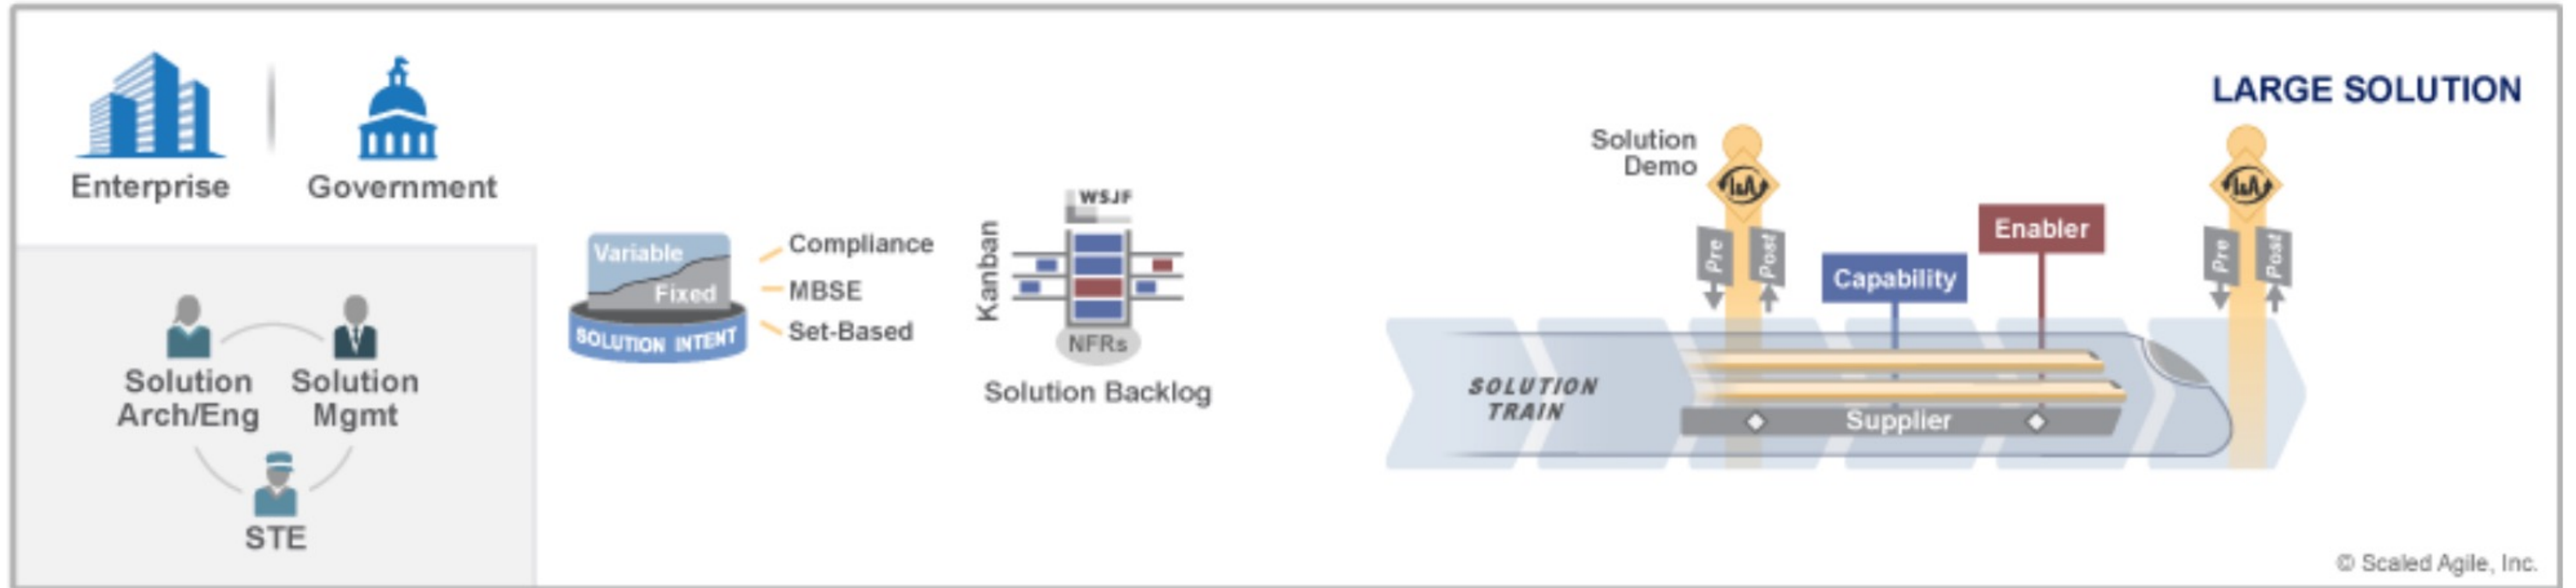 LARGE SOLUTION
Enterprise
Government
Solution
Arch/Eng
Solution
Mgmt
STE
Variable
Fixed
SOLUTION INTENT
Compliance
MBSE
Set-Based
WSJF
Kanban
NFRs
Solution Backlog
Solution
Demo
I&A
Pre
Post
Capability
Enabler
I&A
Pre
Post
SOLUTION
TRAIN
Supplier
© Scaled Agile, Inc.